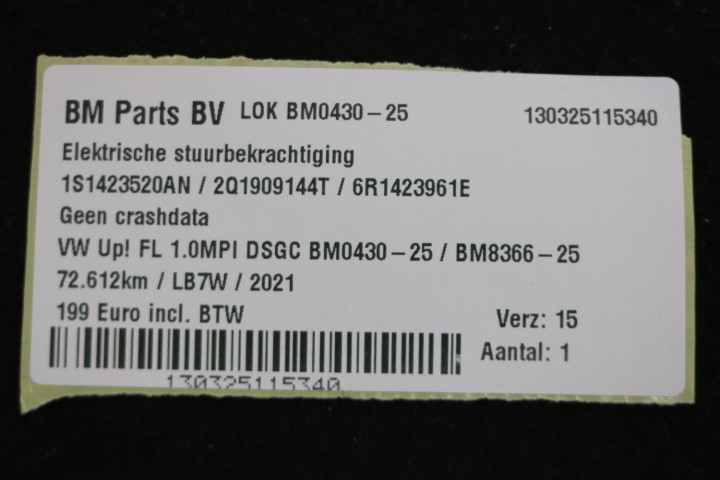 BM Parts BV LOK BM0430-25 130325115340
Elektrische stuurbekrachtiging
1S1423520AN / 2Q1909144T / 6R1423961E
Geen crashdata
VW Up! FL 1.0MPI DSGC BM0430-25 / BM8366-25
72.612km / LB7W / 2021
199 Euro incl. BTW
Verz: 15
Aantal: 1
130325115340